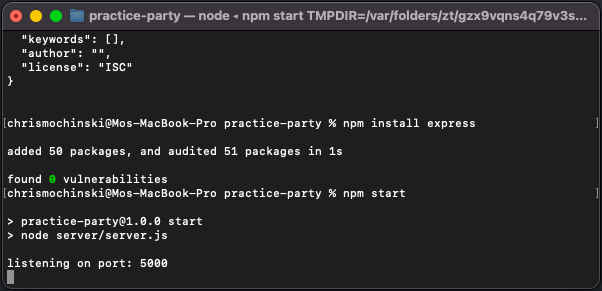 practice-party — node ◂ npm start TMPDIR=/var/folders/zt/gzx9vqns4q79v3s...
"keywords": [],
"author": "",
"license": "ISC"
}
[chrismochinski@Mos-MacBook-Pro practice-party % npm install express ]
added 50 packages, and audited 51 packages in 1s
found 0 vulnerabilities
[chrismochinski@Mos-MacBook-Pro practice-party % npm start ]
> practice-party@1.0.0 start
> node server/server.js
listening on port: 5000